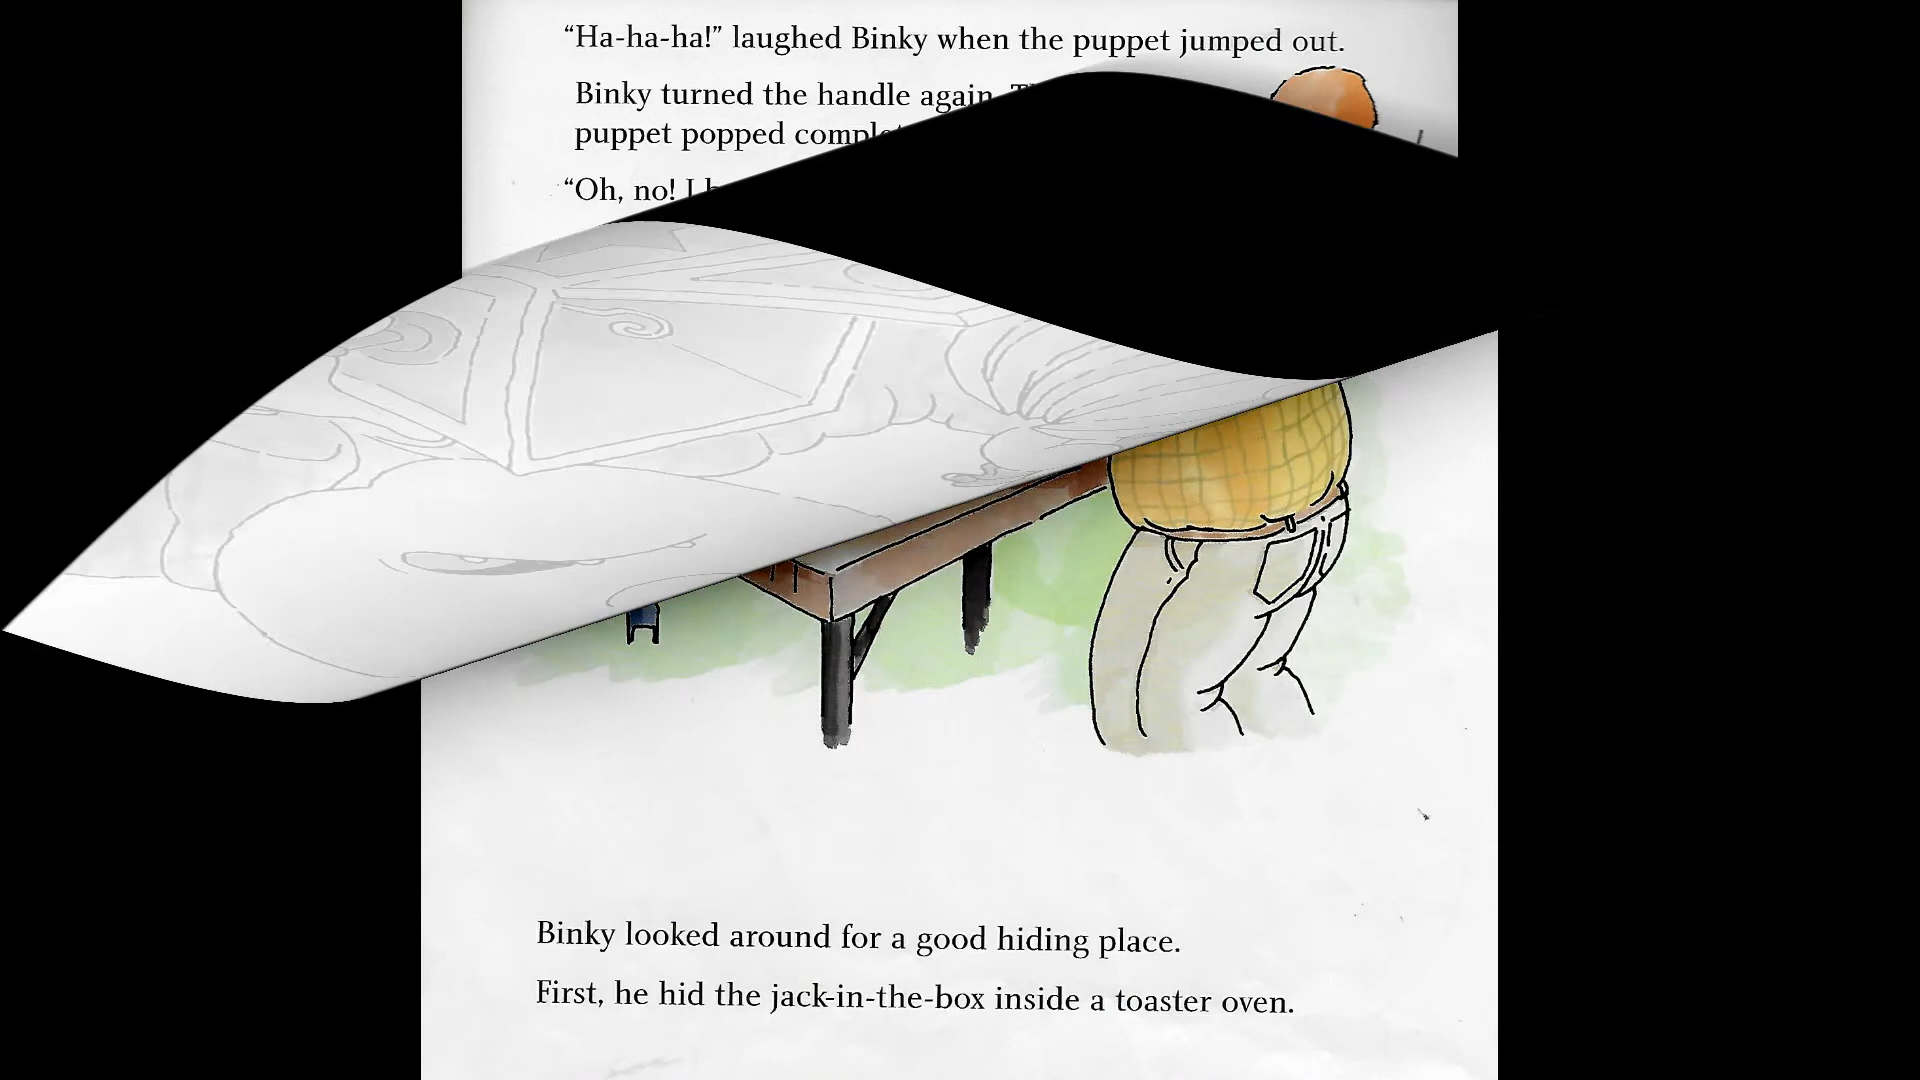 “Ha-ha-ha!” laughed Binky when the puppet jumped out.
Binky turned the handle again.
puppet popped
“Oh, no! I
Binky looked around for a good hiding place.
First, he hid the jack-in-the-box inside a toaster oven.